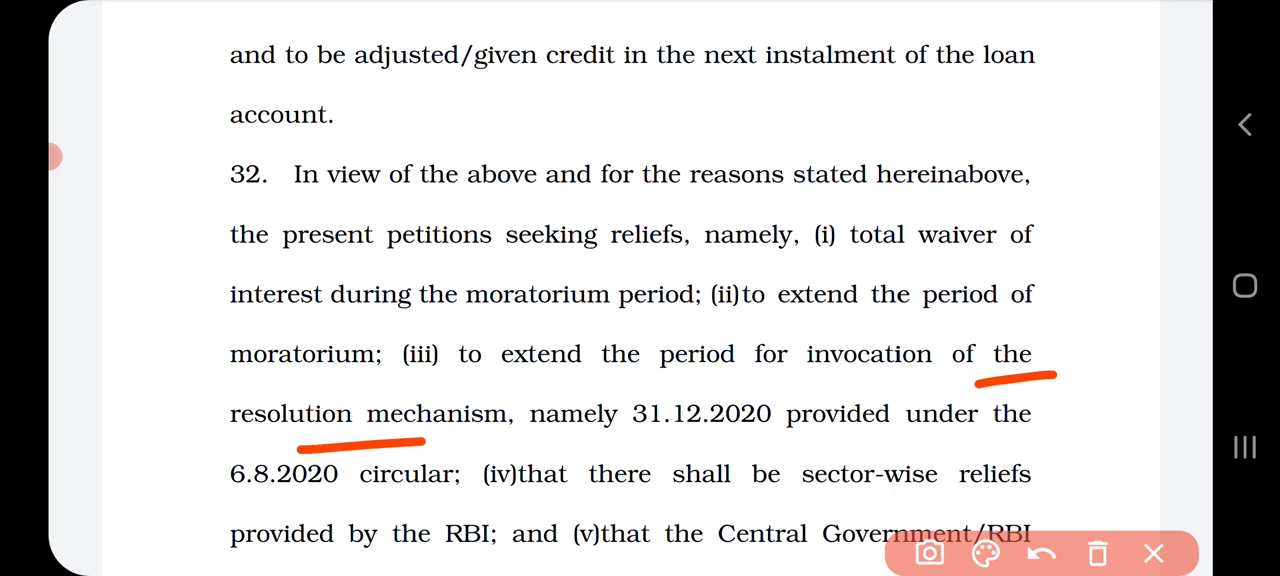 and to be adjusted/given credit in the next instalment of the loan
account.
32. In view of the above and for the reasons stated hereinabove,
the present petitions seeking reliefs, namely, (i) total waiver of
interest during the moratorium period; (ii)to extend the period of
moratorium; (iii) to extend the period for invocation of the
resolution mechanism, namely 31.12.2020 provided under the
6.8.2020 circular; (iv)that there shall be sector-wise reliefs
provided by the RBI; and (v)that the Central Government/RBI